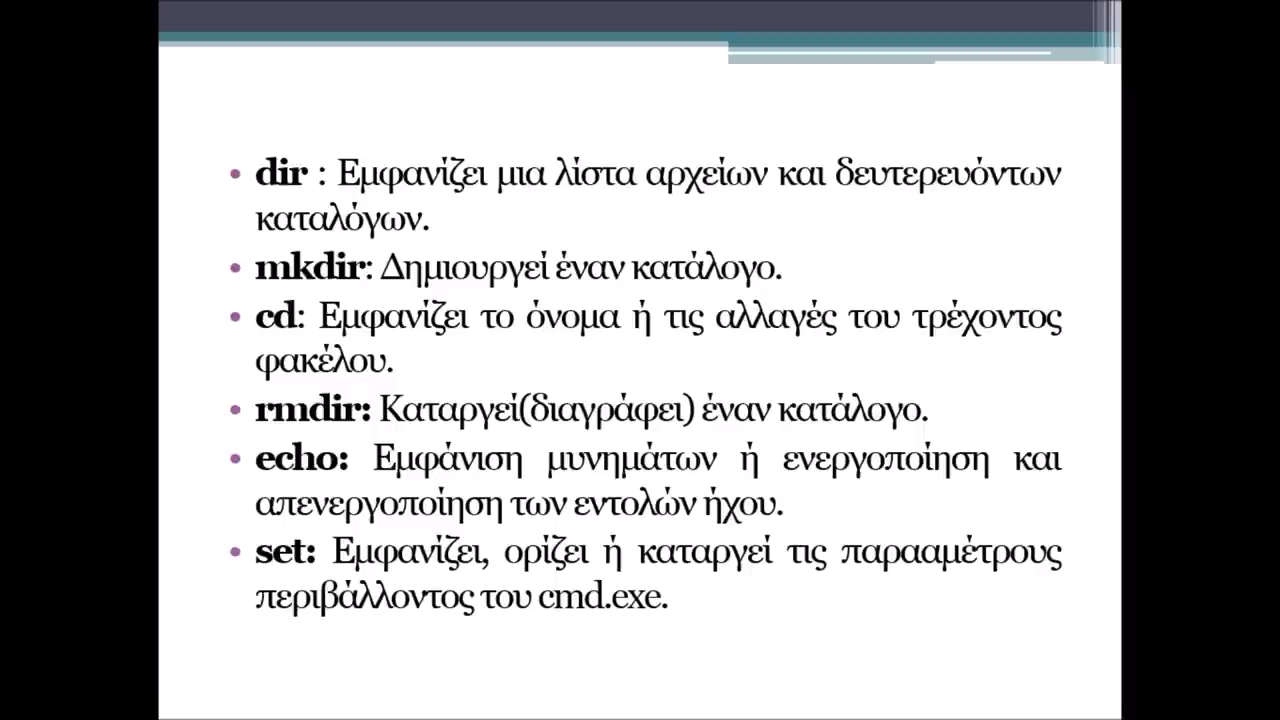 • dir : Εμφανίζει μια λίστα αρχείων και δευτερευόντων
καταλόγων.
• mkdir: Δημιουργεί έναν κατάλογο.
• cd: Εμφανίζει το όνομα ή τις αλλαγές του τρέχοντος
φακέλου.
• rmdir: Καταργεί(διαγράφει) έναν κατάλογο.
• echo: Εμφάνιση μυνημάτων ή ενεργοποίηση και
απενεργοποίηση των εντολών ήχου.
• set: Εμφανίζει, ορίζει ή καταργεί τις παρααμέτρους
περιβάλλοντος του cmd.exe.